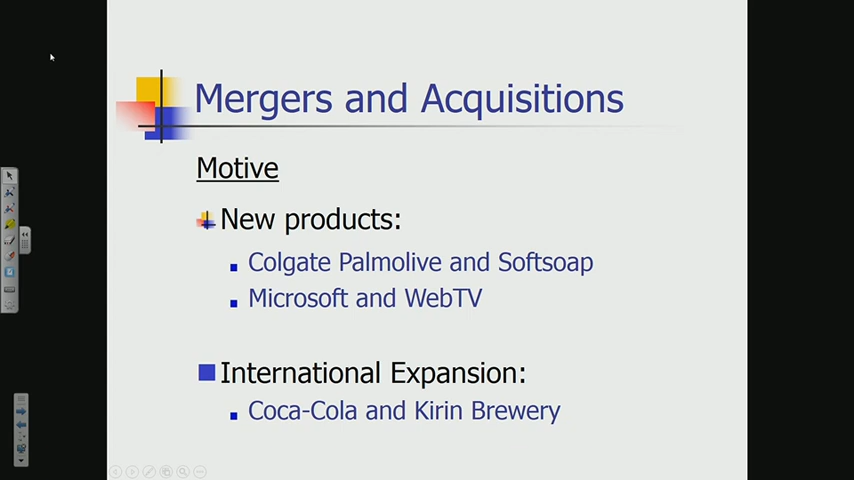 Mergers and Acquisitions
Motive
New products:
Colgate Palmolive and Softsoap
Microsoft and WebTV
International Expansion:
Coca-Cola and Kirin Brewery